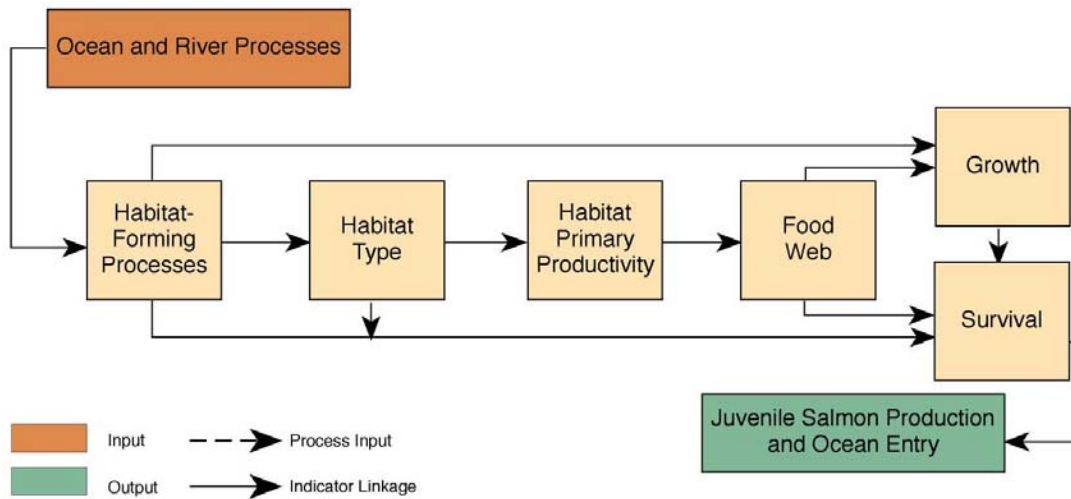 Ocean and River Processes
Growth
Habitat-
Forming
Processes
Habitat
Type
Habitat
Primary
Productivity
Food
Web
Survival
Juvenile Salmon Production
and Ocean Entry
Input
Process Input
Output
Indicator Linkage